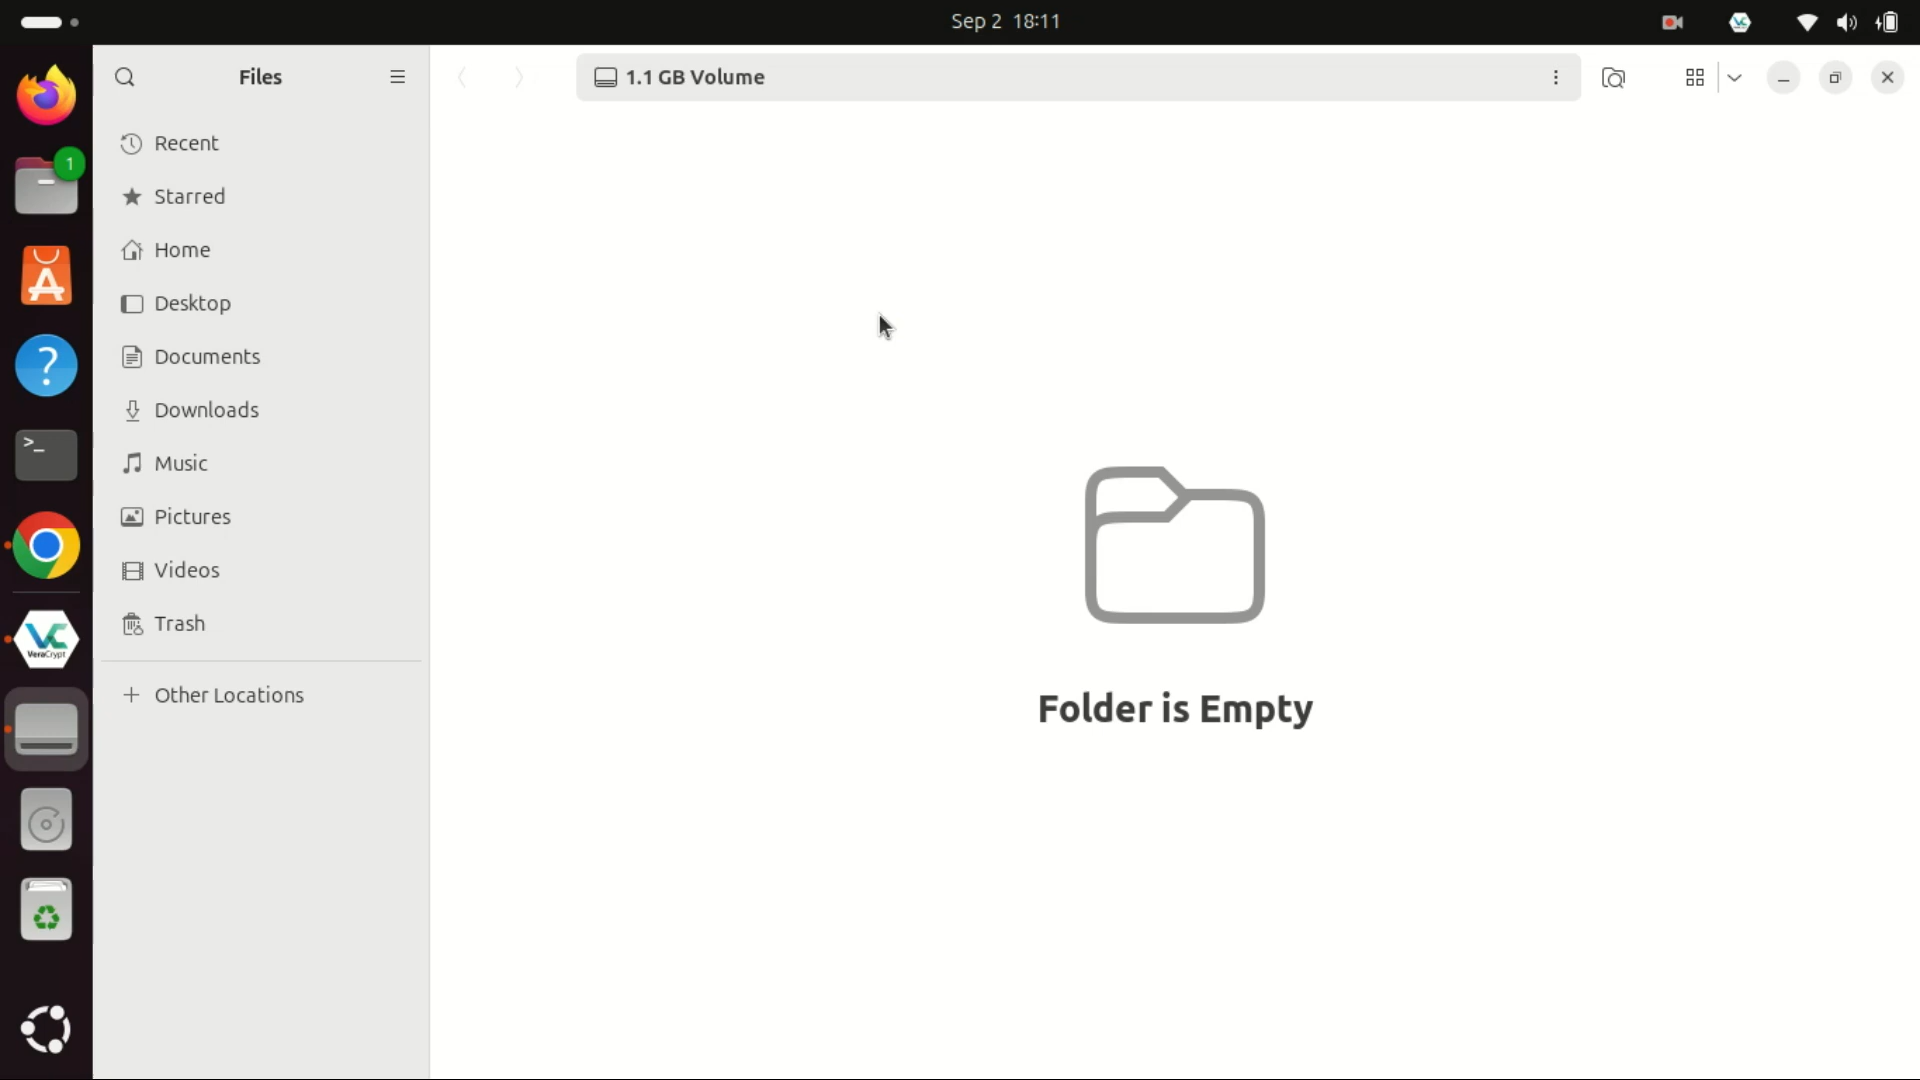 Sep 2 18:11
Files
1.1 GB Volume
1
Recent
Starred
Home
Desktop
Documents
Downloads
Music
Pictures
Videos
Trash
Other Locations
Folder is Empty
VeraCrypt